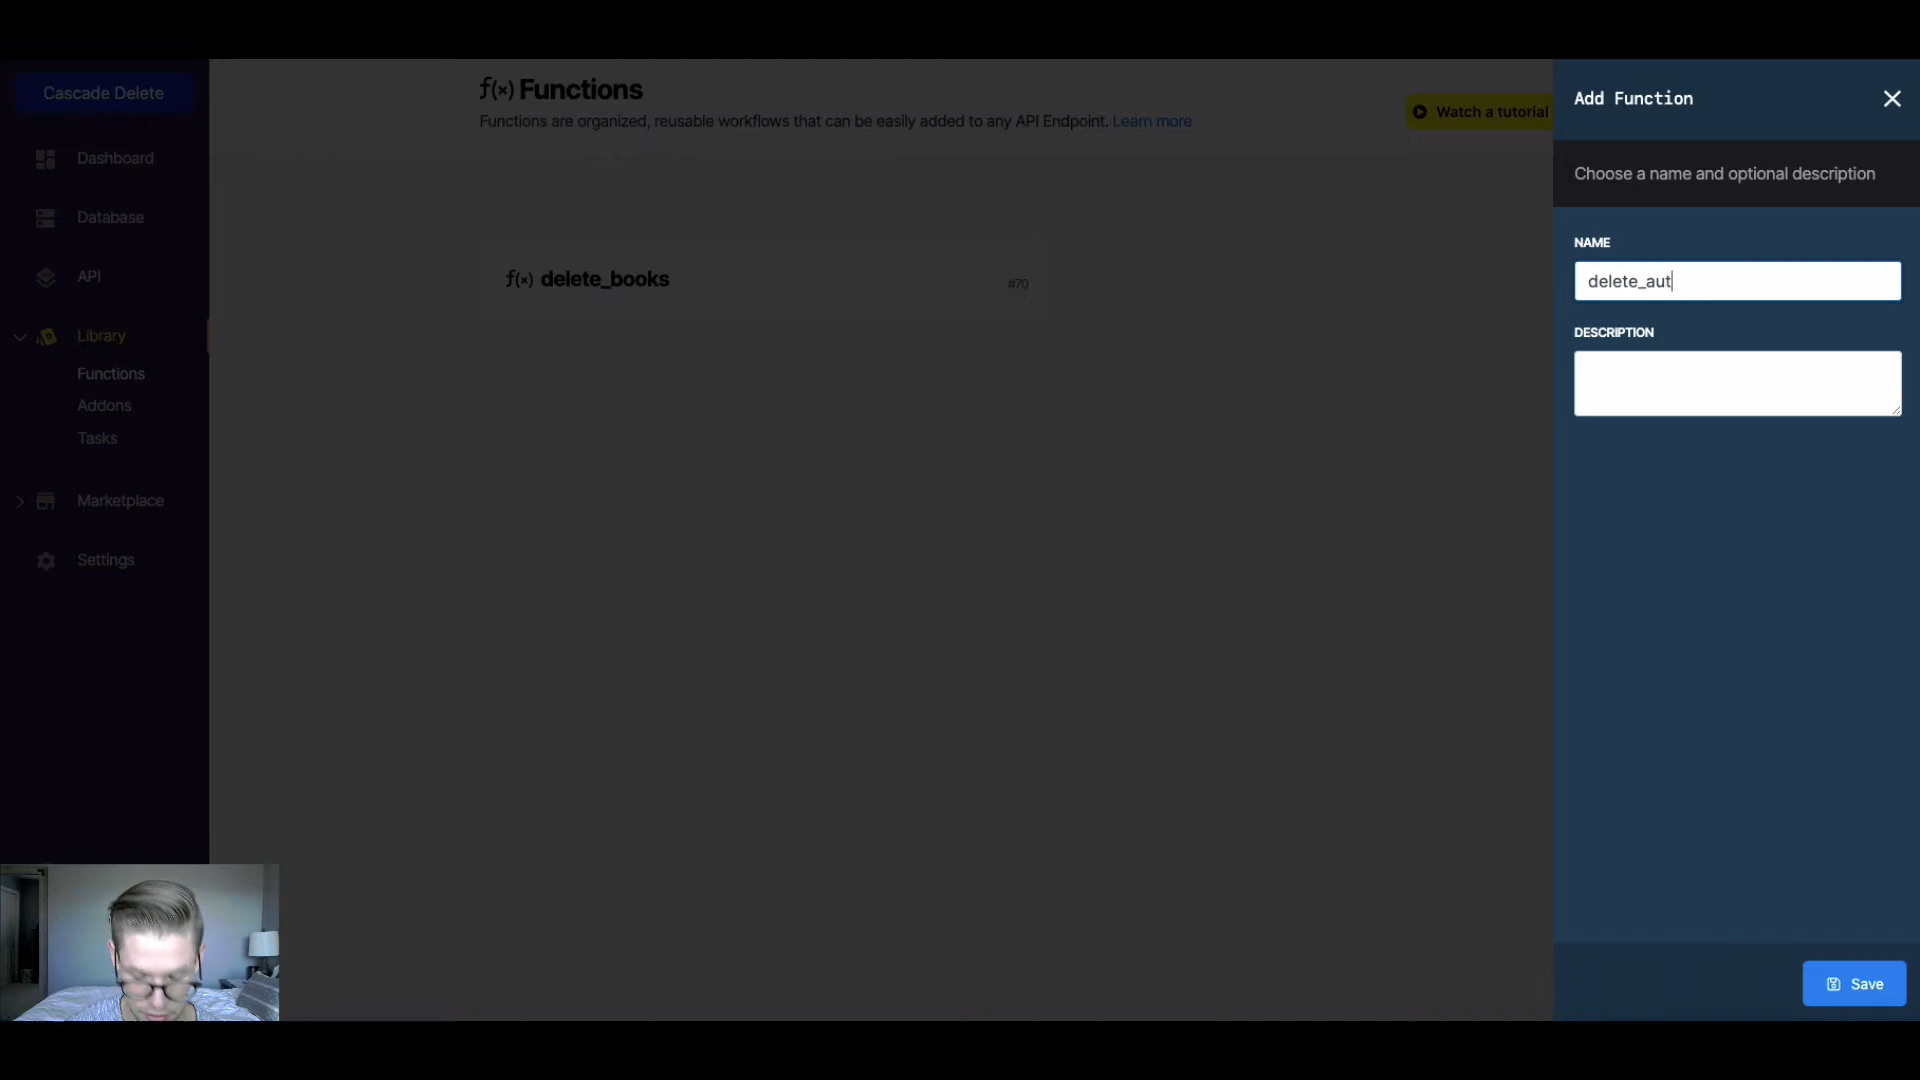 Cascade Delete
Dashboard
Database
API
Library
Functions
Addons
Tasks
Marketplace
Settings
f(x) Functions
Functions are organized, reusable workflows that can be easily added to any API Endpoint. Learn more
Watch a tutorial
f(x) delete_books
#70
Add Function
Choose a name and optional description
NAME
delete_aut
DESCRIPTION
Save